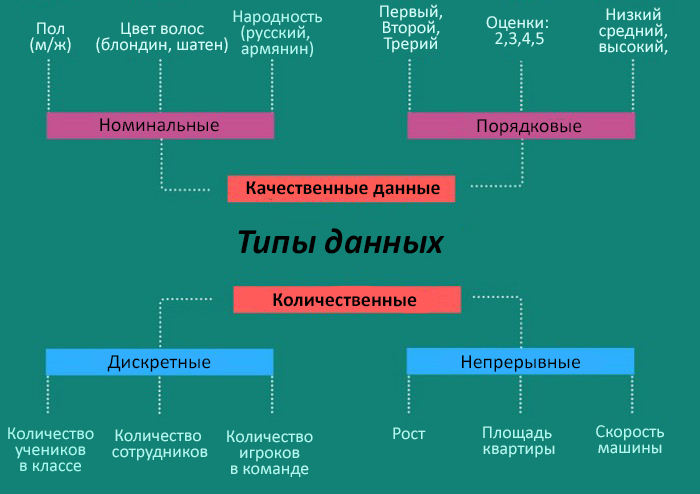 Пол
(м/ж)
Цвет волос
(блондин, шатен)
Народность
(русский,
армянин)
Первый,
Второй,
Трерий
Оценки:
2,3,4,5
Низкий
средний,
высокий,
Номинальные
Порядковые
Качественные данные
Типы данных
Количественные
Дискретные
Непрерывные
Количество
учеников
в классе
Количество
сотрудников
Количество
игроков
в команде
Рост
Площадь
квартиры
Скорость
машины